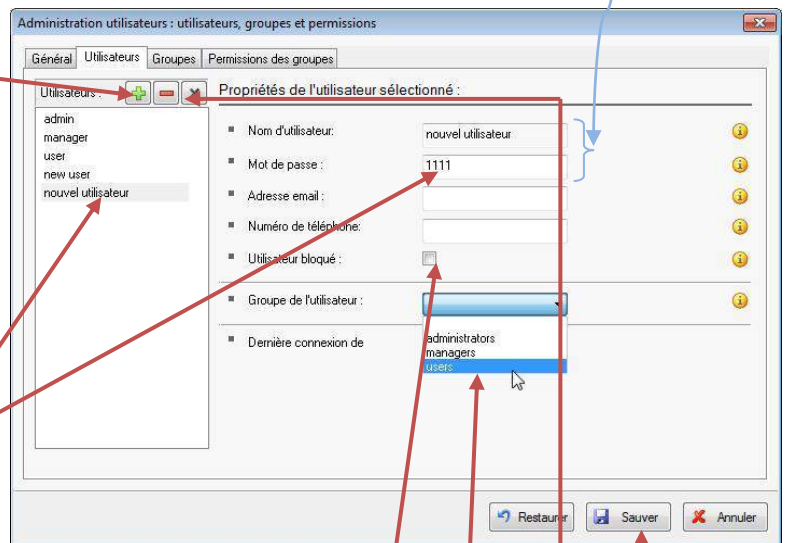 Administration utilisateurs : utilisateurs, groupes et permissions
Général Utilisateurs Groupes Permissions des groupes
Utilisateurs : Propriétés de l'utilisateur sélectionné :
admin
manager
user
new user
nouvel utilisateur
Nom d'utilisateur: nouvel utilisateur
Mot de passe : 1111
Adresse email :
Numéro de téléphone:
Utilisateur bloqué :
Groupe de l'utilisateur :
Dernière connexion de
administrators
managers
users
Restaurer Sauver Annuler